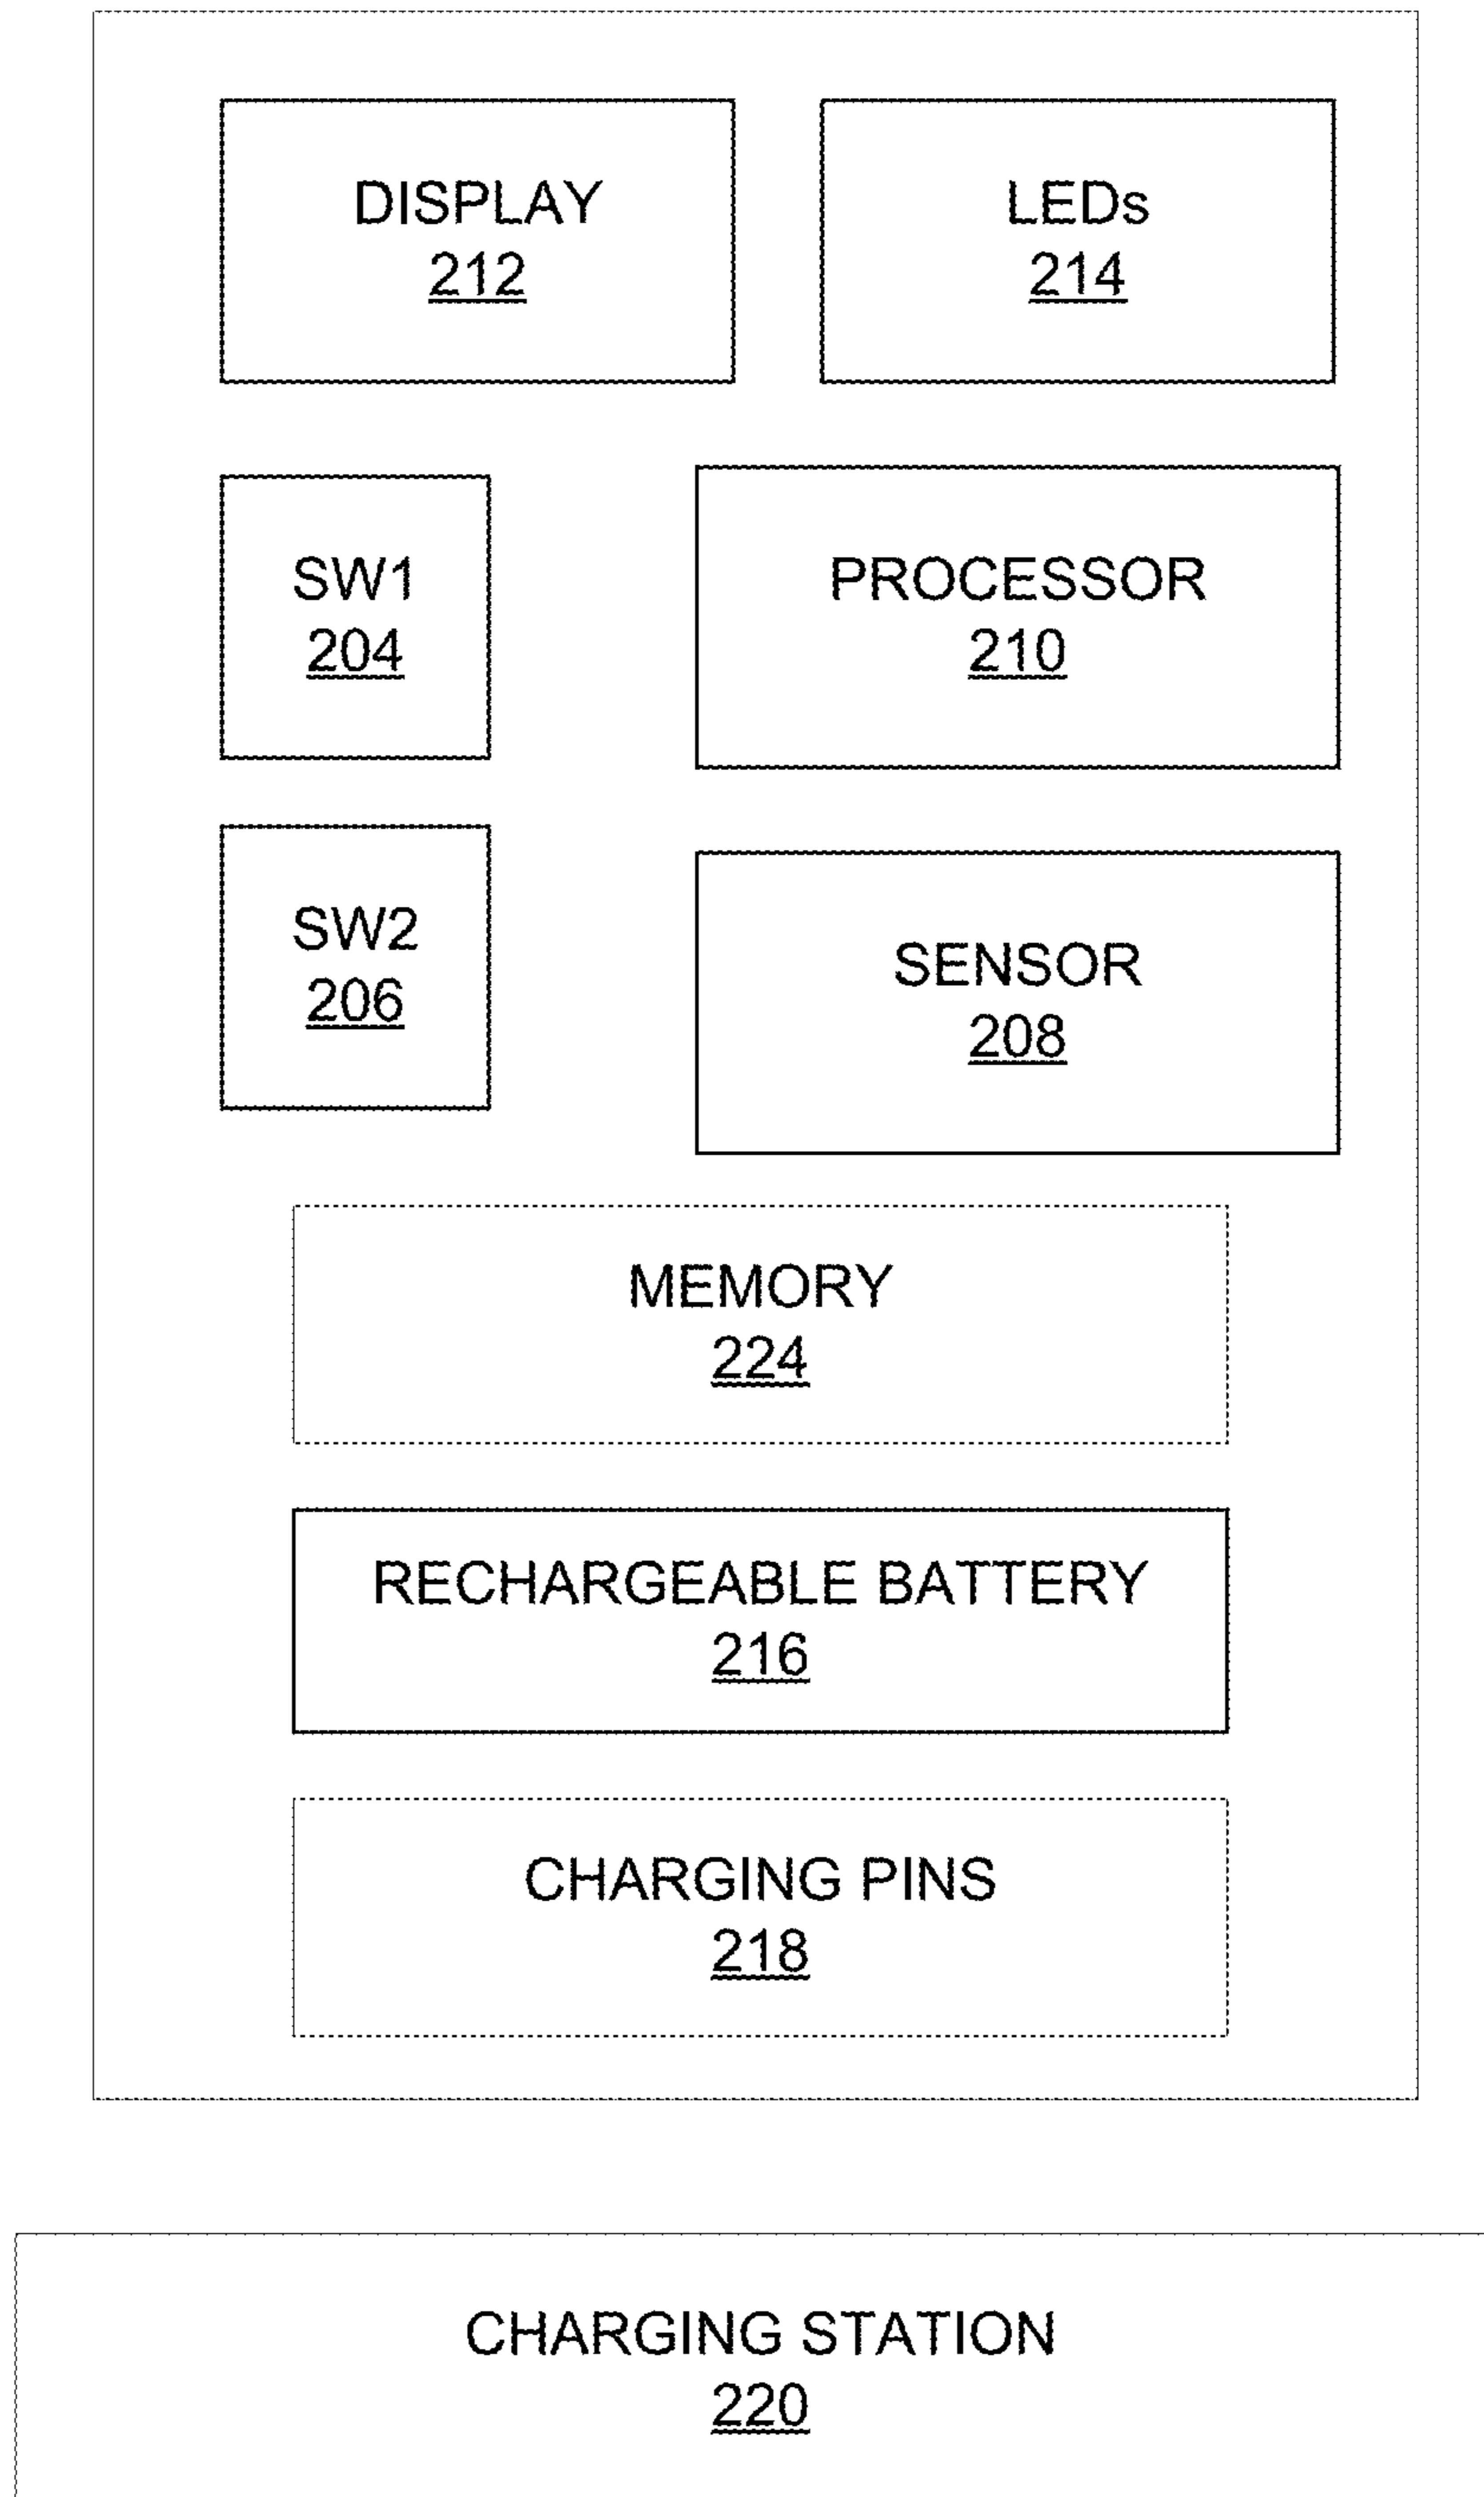 DISPLAY
212
LEDs
214
SW1
204
PROCESSOR
210
SW2
206
SENSOR
208
MEMORY
224
RECHARGEABLE BATTERY
216
CHARGING PINS
218
CHARGING STATION
220